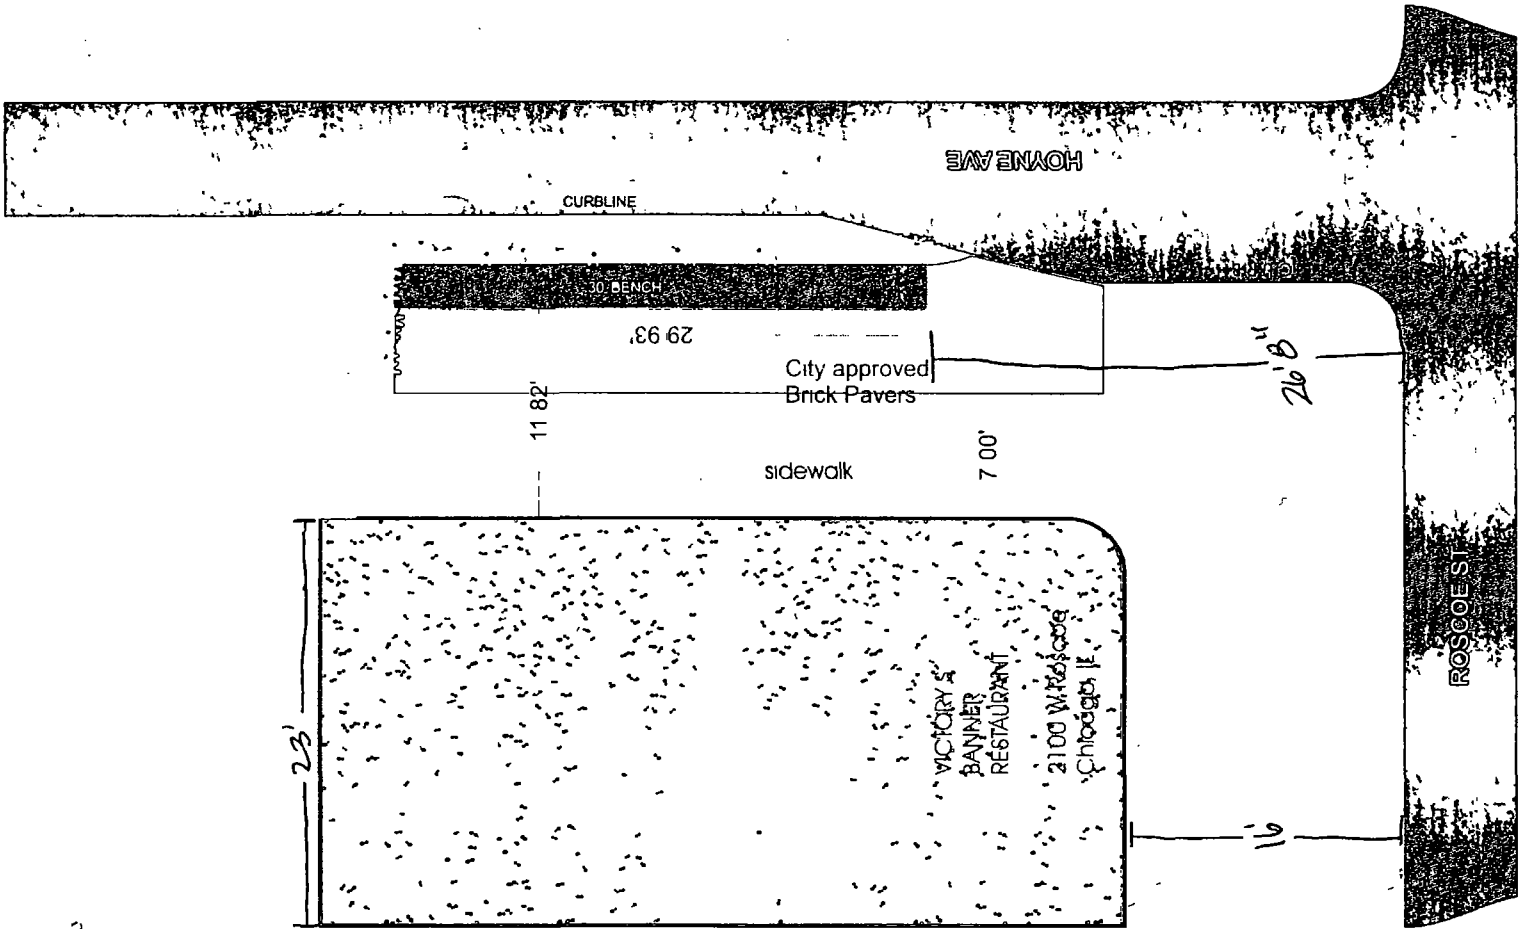 HOYNE AVE
CURBLINE
30 BENCH
29 93'
City approved
Brick Pavers
26' 8"
11 82'
7 00'
sidewalk
ROSCOE ST
23'
VICTORY S
BANNER
RESTAURANT
2100 W. Roscoe
Chicago, IL
16'